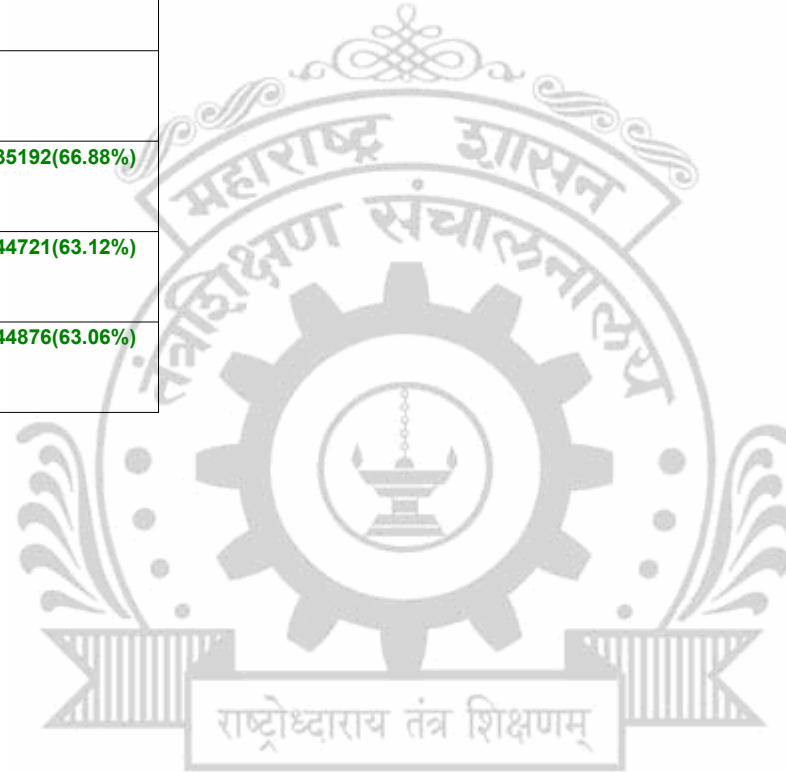 महाराष्ट्र शासन
तंत्रशिक्षण संचालनालय
35192(66.88%)
44721(63.12%)
44876(63.06%)
राष्ट्रोध्दाराय तंत्र शिक्षणम्